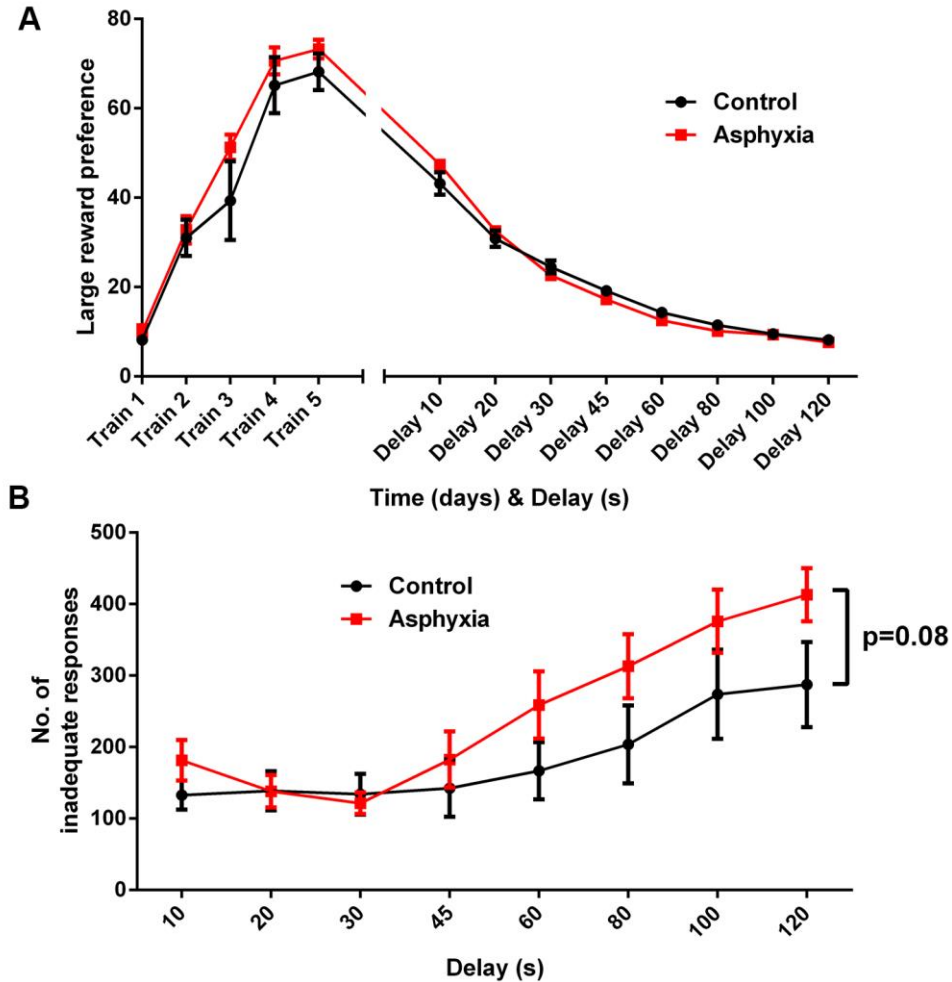 A
Large reward preference
80
60
40
20
0
Control
Asphyxia
Train 1
Train 2
Train 3
Train 4
Train 5
Delay 10
Delay 20
Delay 30
Delay 45
Delay 60
Delay 80
Delay 100
Delay 120
Time (days) & Delay (s)
B
No. of
inadequate responses
500
400
300
200
100
0
Control
Asphyxia
p=0.08
10
20
30
45
60
80
100
120
Delay (s)